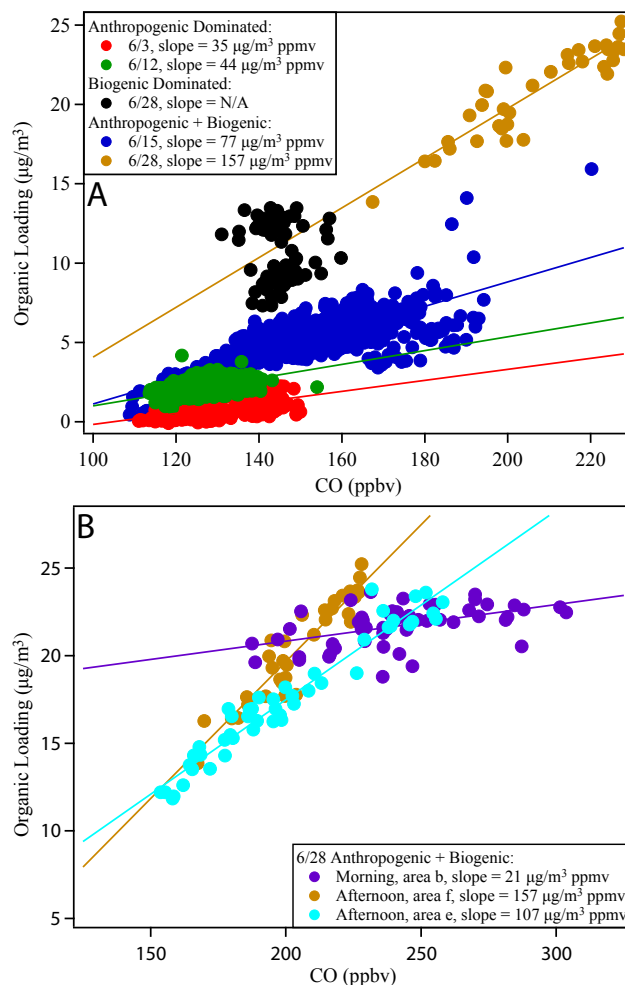 Anthropogenic Dominated:
6/3, slope = 35 µg/m³ ppmv
6/12, slope = 44 µg/m³ ppmv
Biogenic Dominated:
6/28, slope = N/A
Anthropogenic + Biogenic:
6/15, slope = 77 µg/m³ ppmv
6/28, slope = 157 µg/m³ ppmv
A
25
20
15
10
5
0
Organic Loading (µg/m³)
100 120 140 160 180 200 220
CO (ppbv)
B
25
20
15
10
5
Organic Loading (µg/m³)
6/28 Anthropogenic + Biogenic:
Morning, area b, slope = 21 µg/m³ ppmv
Afternoon, area f, slope = 157 µg/m³ ppmv
Afternoon, area e, slope = 107 µg/m³ ppmv
150 200 250 300
CO (ppbv)